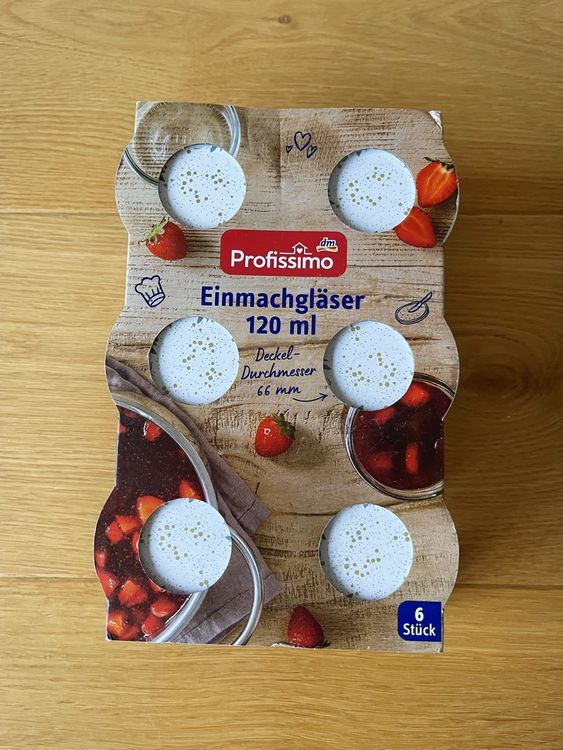 dm
Profissimo
Einmachgläser
120 ml
Deckel-
Durchmesser
66 mm
6
Stück